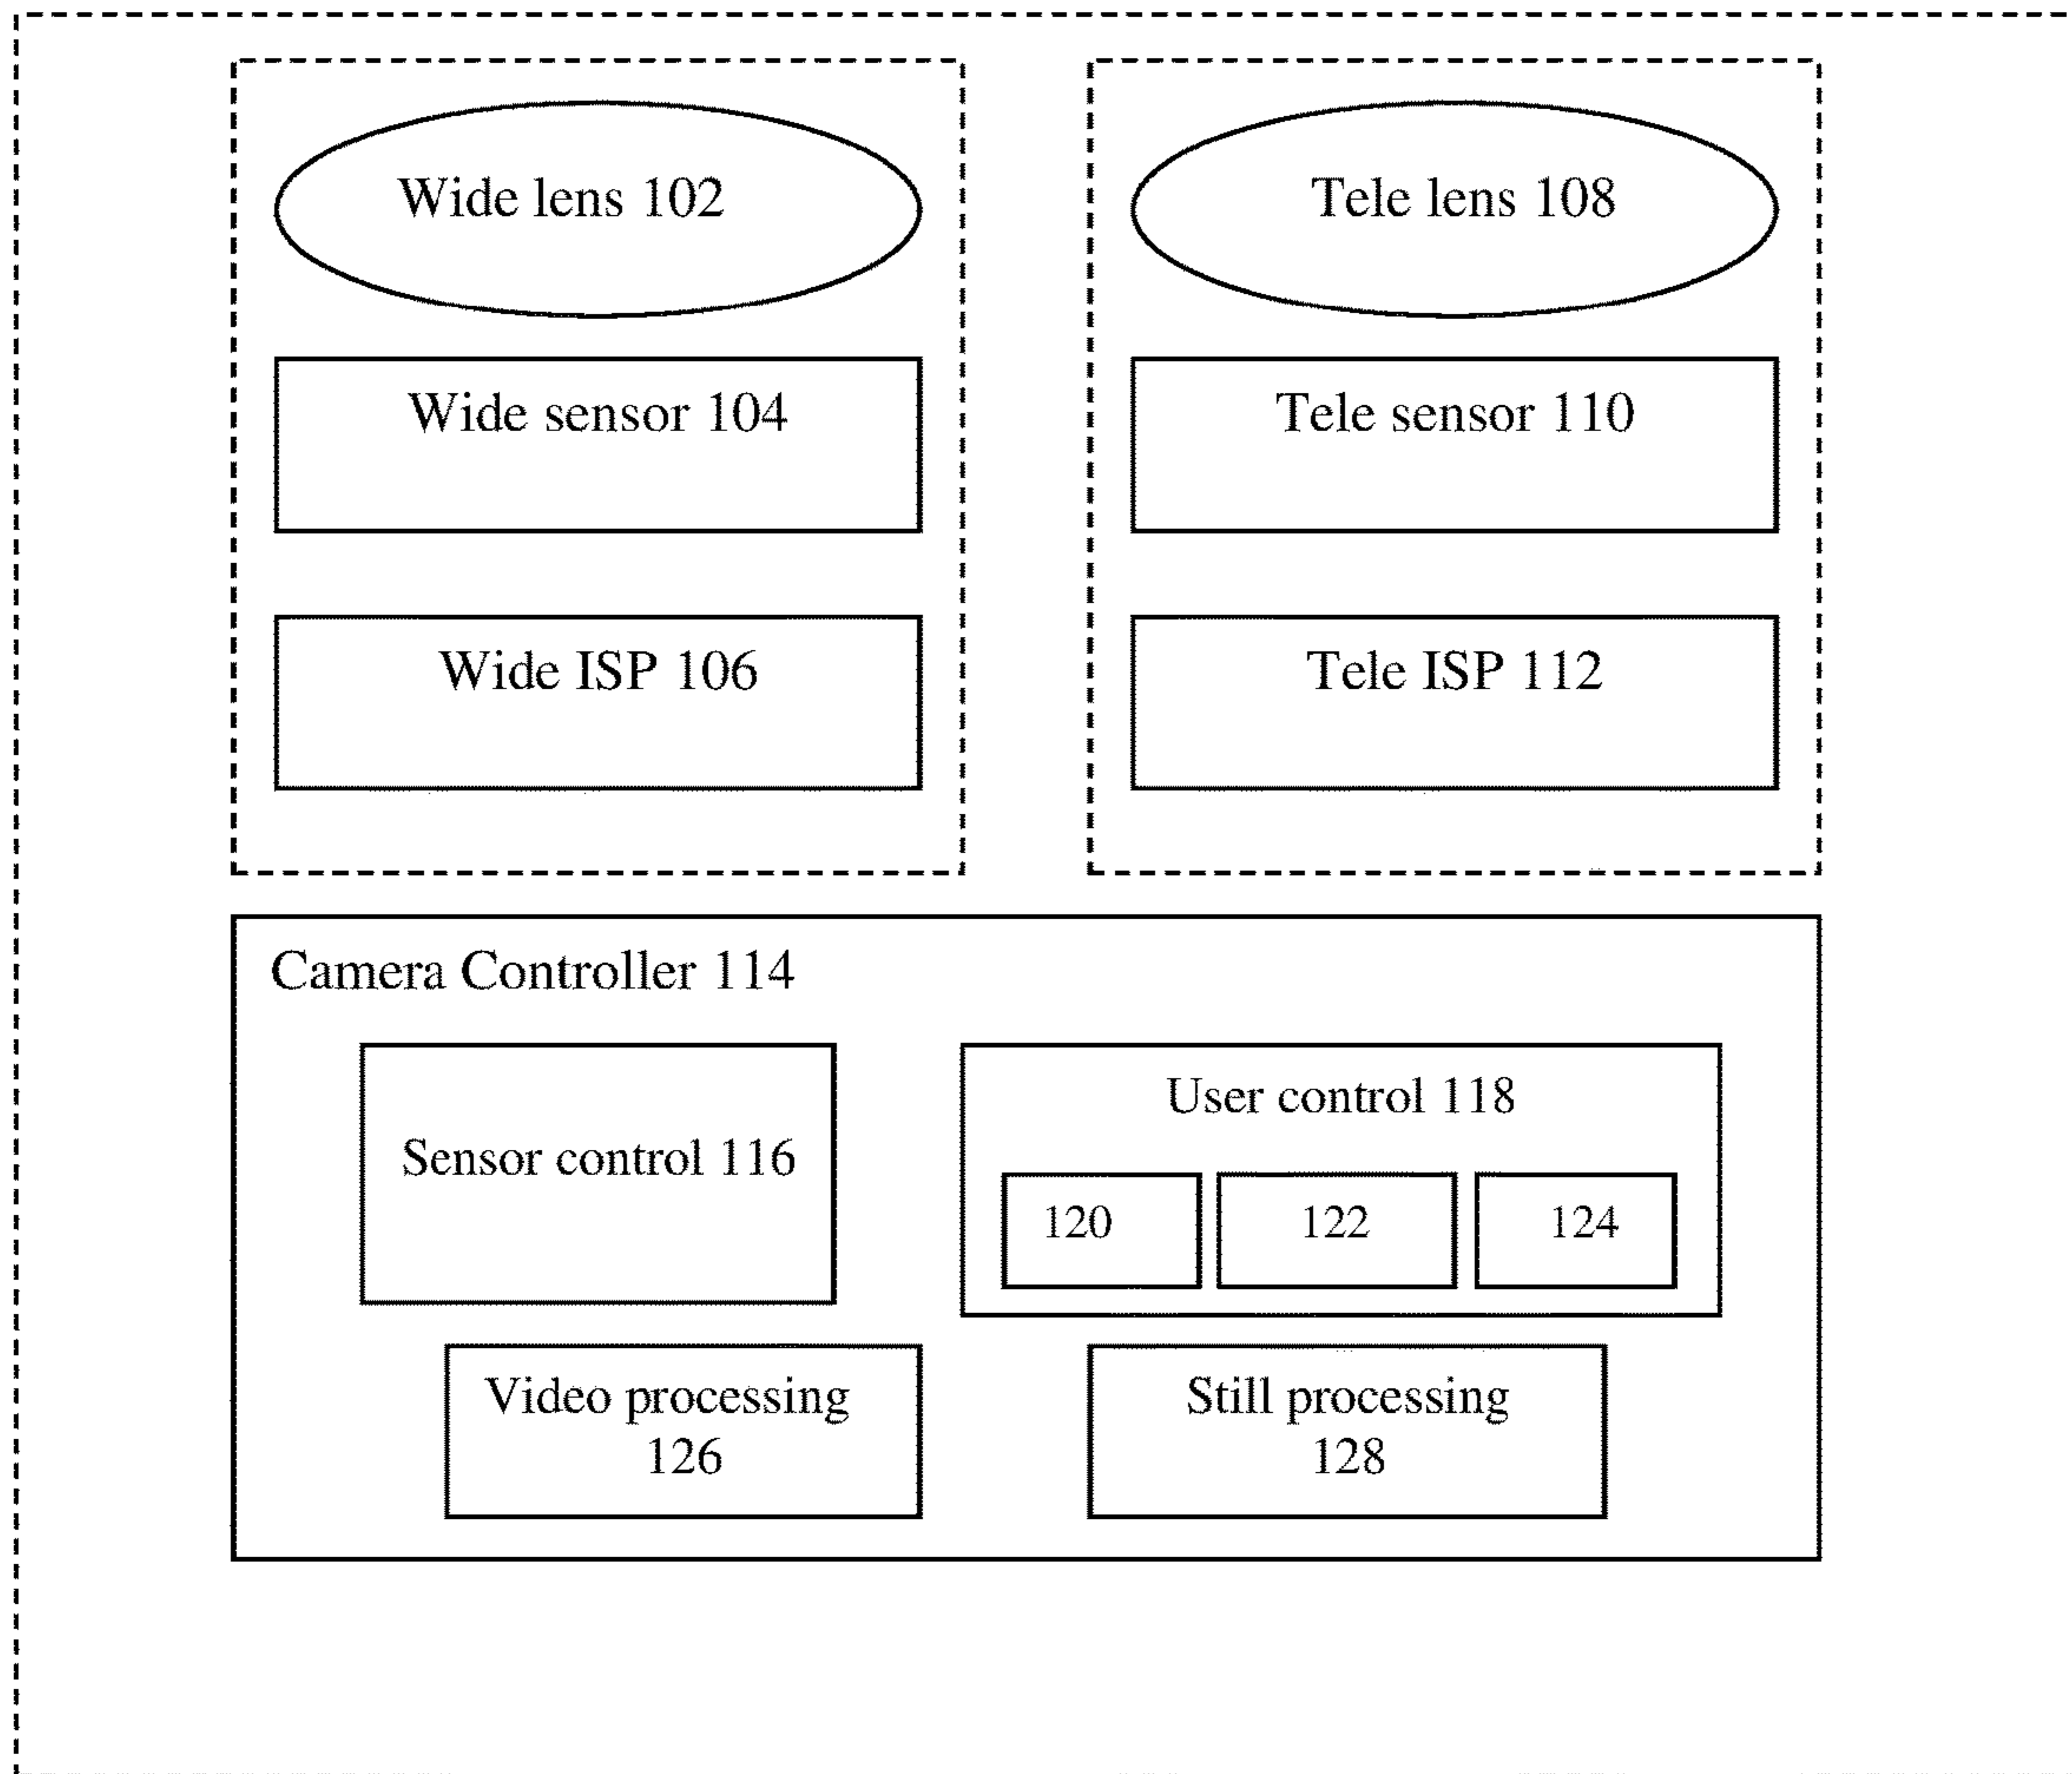 Wide lens 102
Tele lens 108
Wide sensor 104
Tele sensor 110
Wide ISP 106
Tele ISP 112
Camera Controller 114
Sensor control 116
User control 118
120
122
124
Video processing
126
Still processing
128